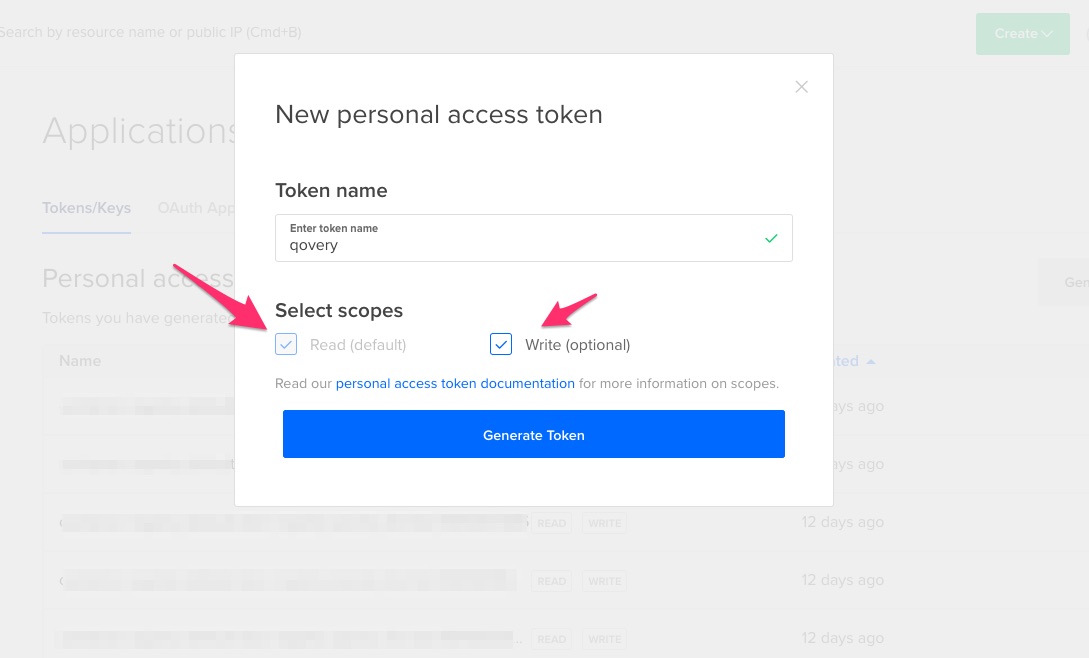 Search by resource name or public IP (Cmd+B)
Create
New personal access token
Applications
Token name
Tokens/Keys
OAuth App
Enter token name
qovery
Personal access
Gen
Select scopes
Tokens you have generated
Read (default)
Write (optional)
Name
ted
Read our personal access token documentation for more information on scopes.
days ago
Generate Token
days ago
READ WRITE 12 days ago
READ WRITE 12 days ago
READ WRITE 12 days ago